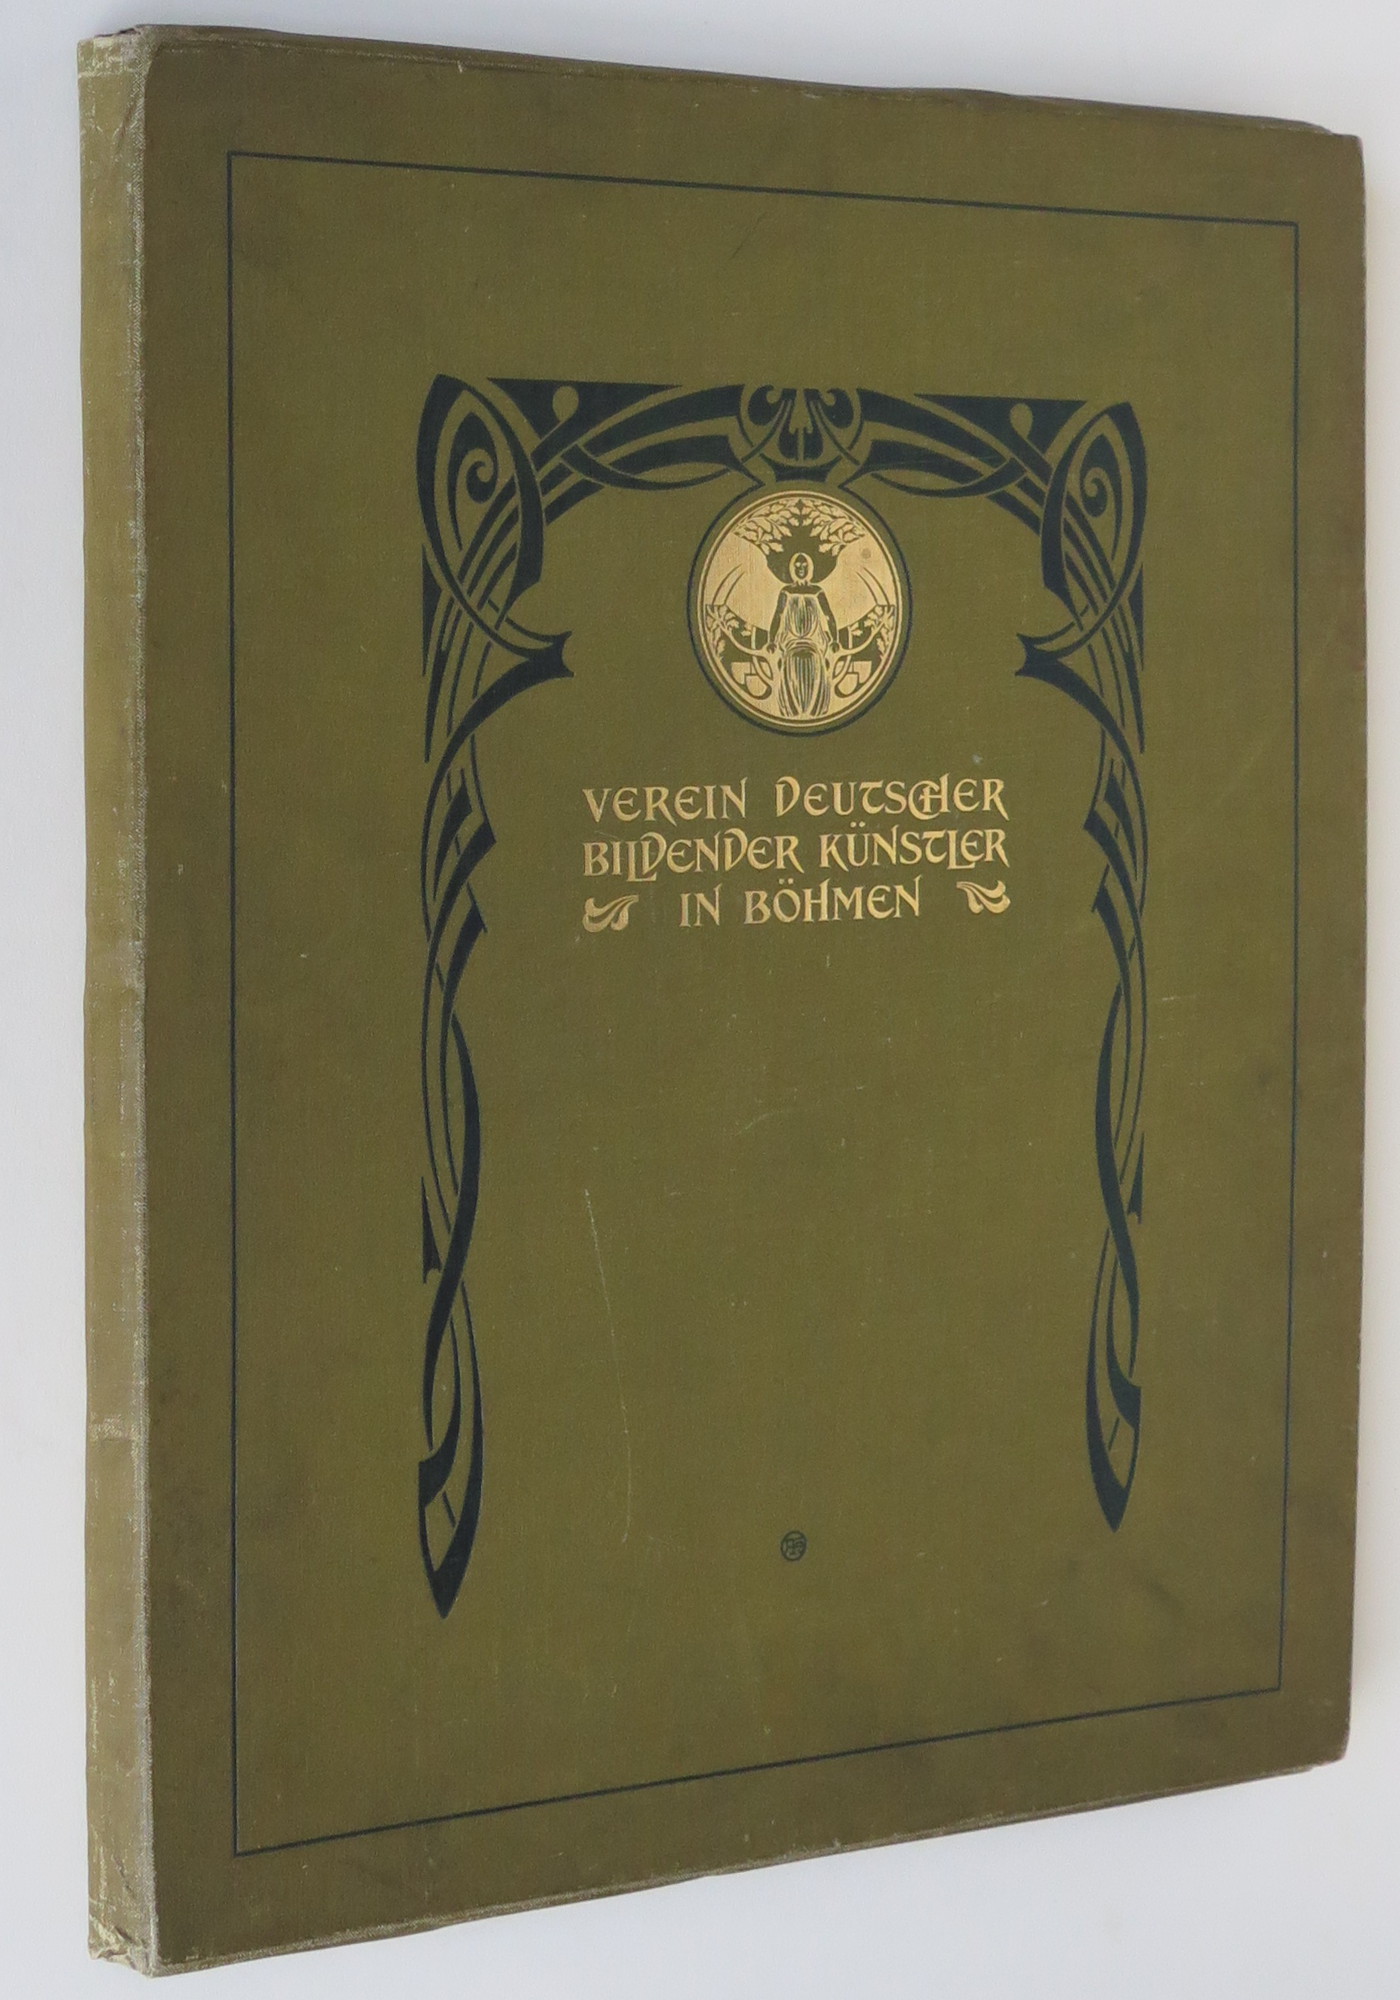 VEREIN DEUTSCHER
BILDENDER KÜNSTLER
IN BÖHMEN